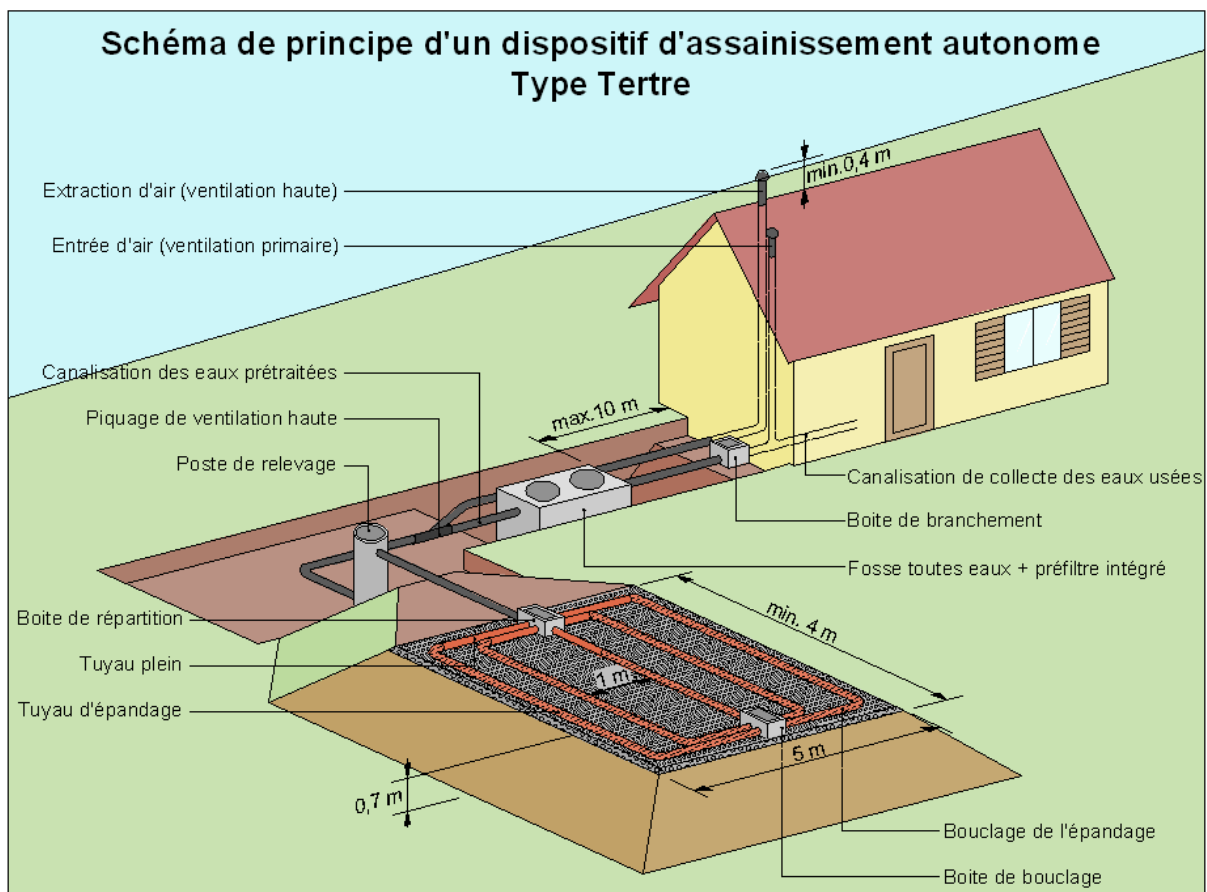 Schéma de principe d'un dispositif d'assainissement autonome
Type Tertre
min.0,4 m
Extraction d'air (ventilation haute)
Entrée d'air (ventilation primaire)
Canalisation des eaux prétraitées
Piquage de ventilation haute
max.10 m
Poste de relevage
Canalisation de collecte des eaux usées
Boite de branchement
Fosse toutes eaux + préfiltre intégré
Boite de répartition
min. 4 m
Tuyau plein
1 m
Tuyau d'épandage
5 m
0,7 m
Bouclage de l'épandage
Boite de bouclage